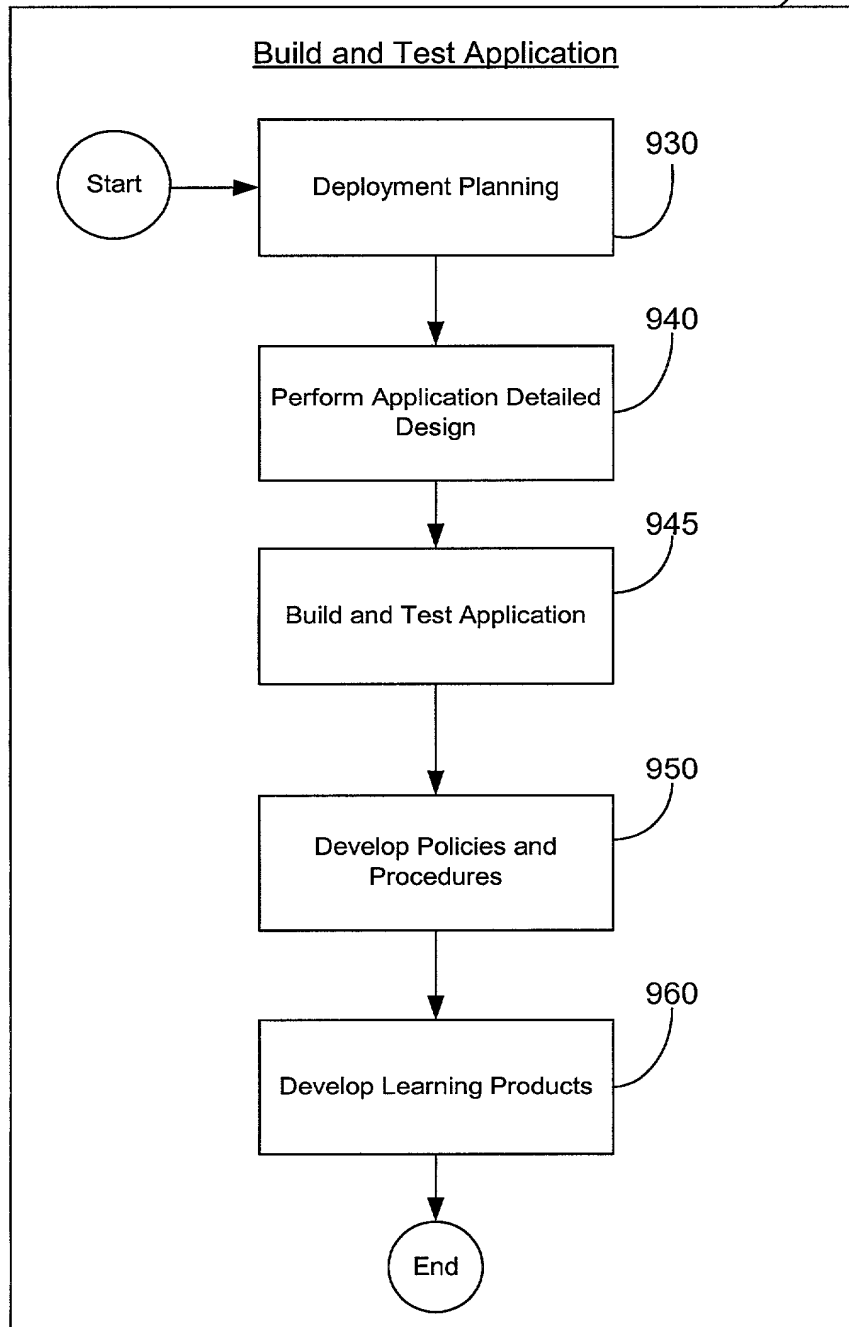 Build and Test Application
930
Start
Deployment Planning
940
Perform Application Detailed
Design
945
Build and Test Application
950
Develop Policies and
Procedures
960
Develop Learning Products
End